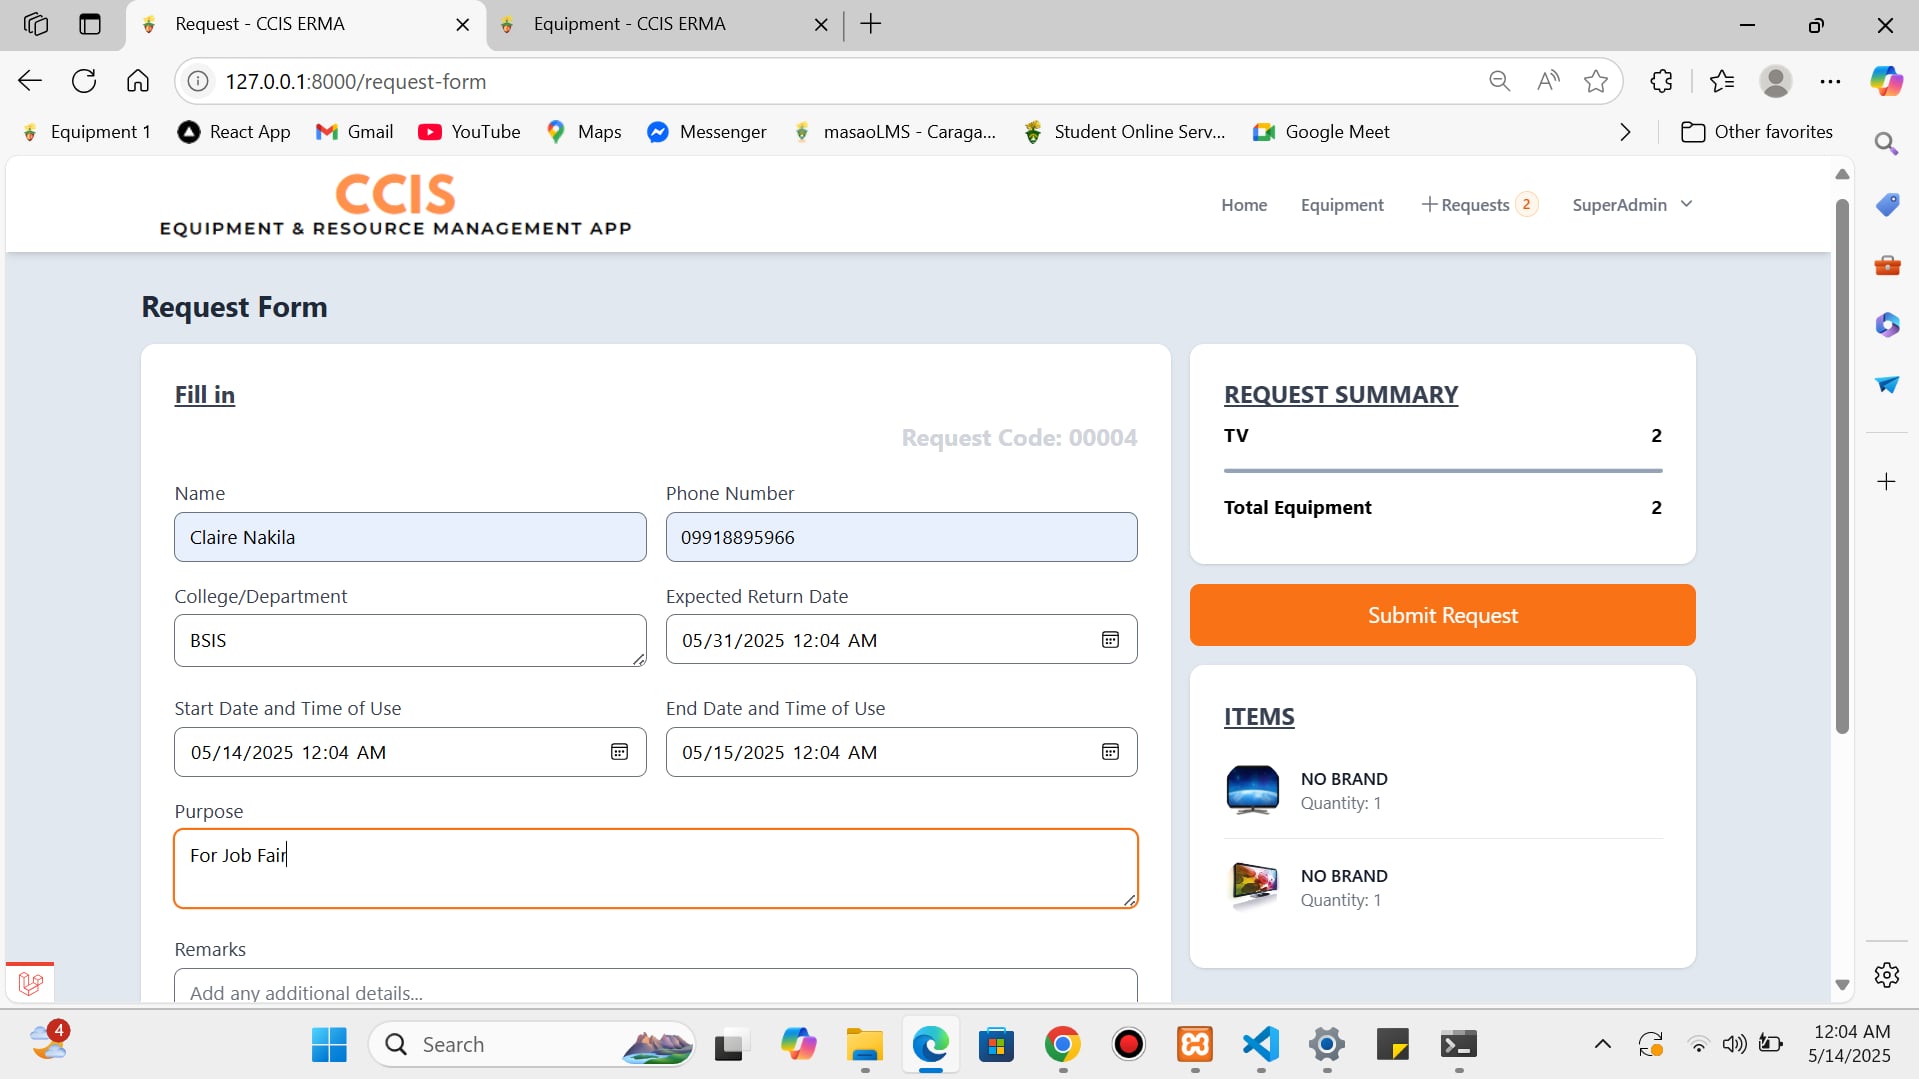 Request - CCIS ERMA
Equipment - CCIS ERMA
127.0.0.1:8000/request-form
Equipment 1
React App
Gmail
YouTube
Maps
Messenger
masaoLMS - Caraga...
Student Online Serv...
Google Meet
Other favorites
CCIS
EQUIPMENT & RESOURCE MANAGEMENT APP
Home
Equipment
+Requests 2
SuperAdmin
Request Form
Fill in
Request Code: 00004
Name
Phone Number
Claire Nakila
09918895966
College/Department
Expected Return Date
BSIS
05/31/2025 12:04 AM
Start Date and Time of Use
End Date and Time of Use
05/14/2025 12:04 AM
05/15/2025 12:04 AM
Purpose
For Job Fair
Remarks
Add any additional details...
REQUEST SUMMARY
TV 2
Total Equipment 2
Submit Request
ITEMS
NO BRAND
Quantity: 1
NO BRAND
Quantity: 1
4
Search
12:04 AM
5/14/2025